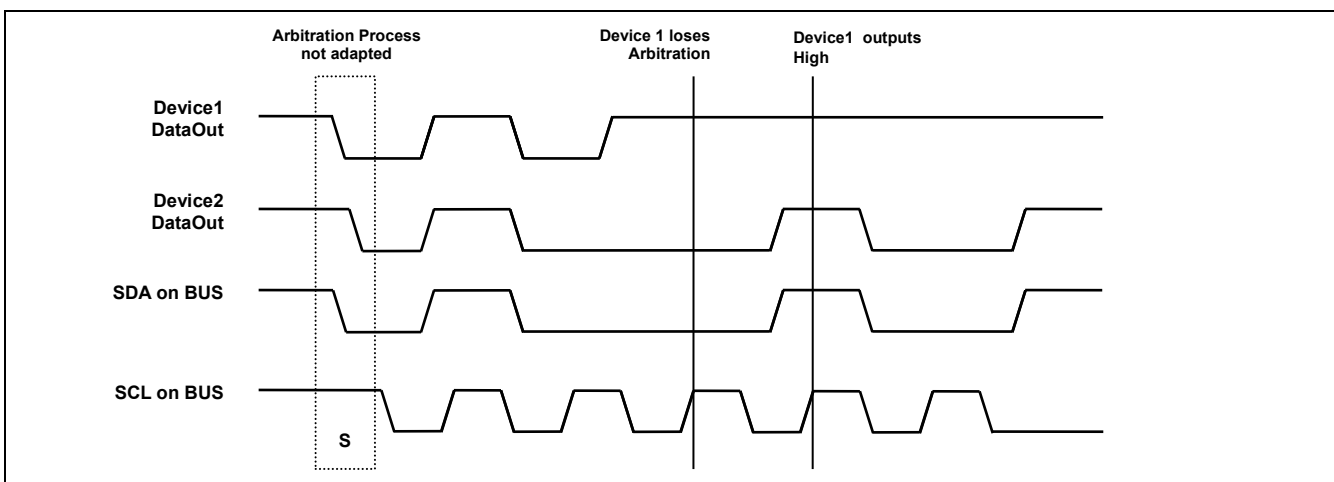 Arbitration Process
not adapted
Device 1 loses
Arbitration
Device1 outputs
High
Device1
DataOut
Device2
DataOut
SDA on BUS
SCL on BUS
S